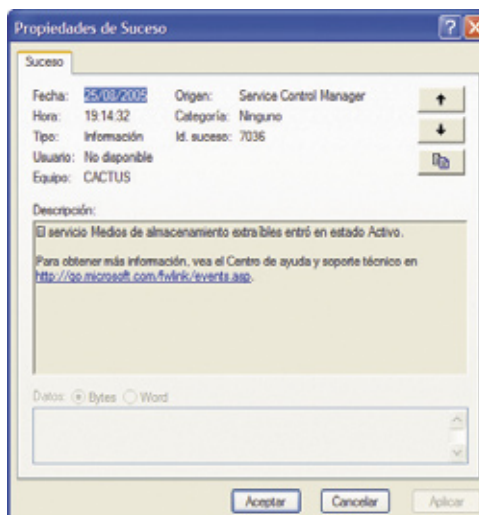 Propiedades de Suceso
Suceso
Fecha: 25/08/2005 Origen: Service Control Manager
Hora: 19:14:32 Categoría: Ninguno
Tipo: Información Id. suceso: 7036
Usuario: No disponible
Equipo: CACTUS
Descripción:
El servicio Medios de almacenamiento extraíbles entró en estado Activo.
Para obtener más información, vea el Centro de ayuda y soporte técnico en
http://go.microsoft.com/fwlink/events.asp.
Datos: Bytes Word
Aceptar Cancelar Aplicar